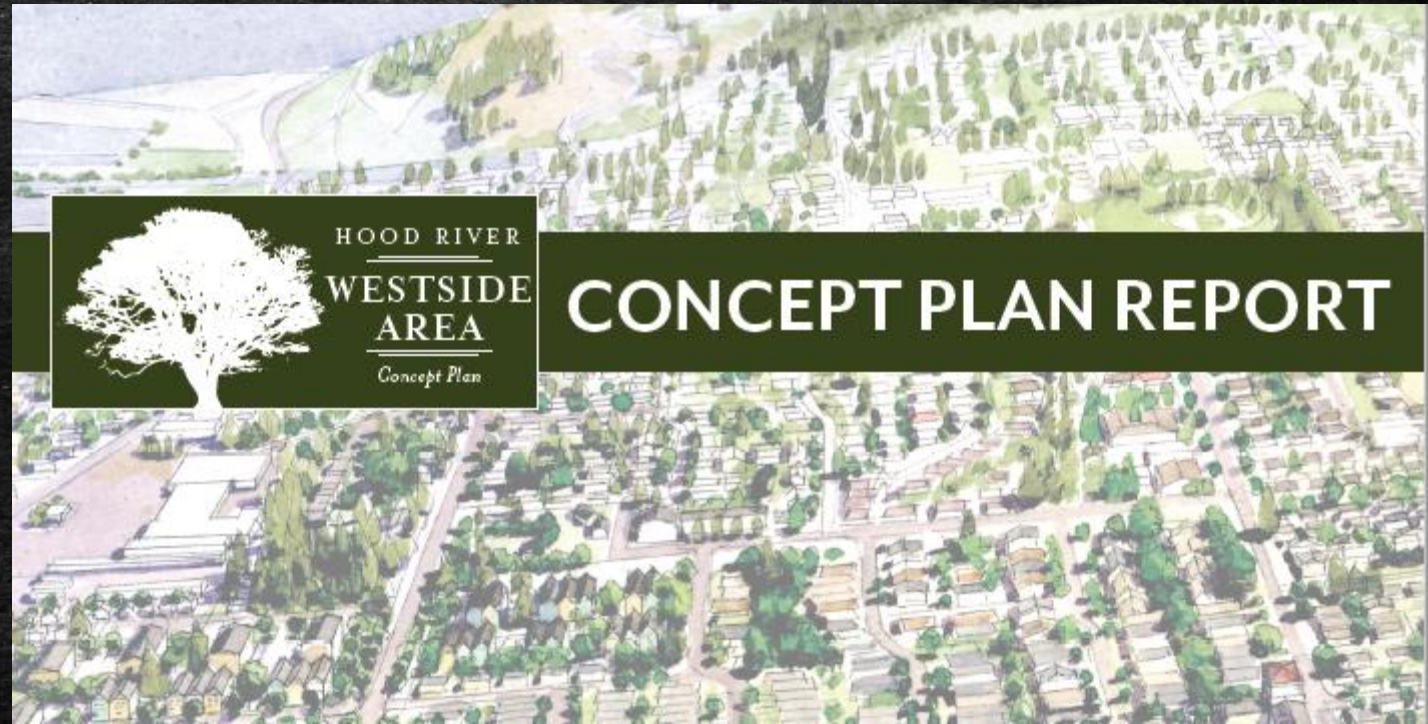 HOOD RIVER
WESTSIDE
AREA
Concept Plan
CONCEPT PLAN REPORT